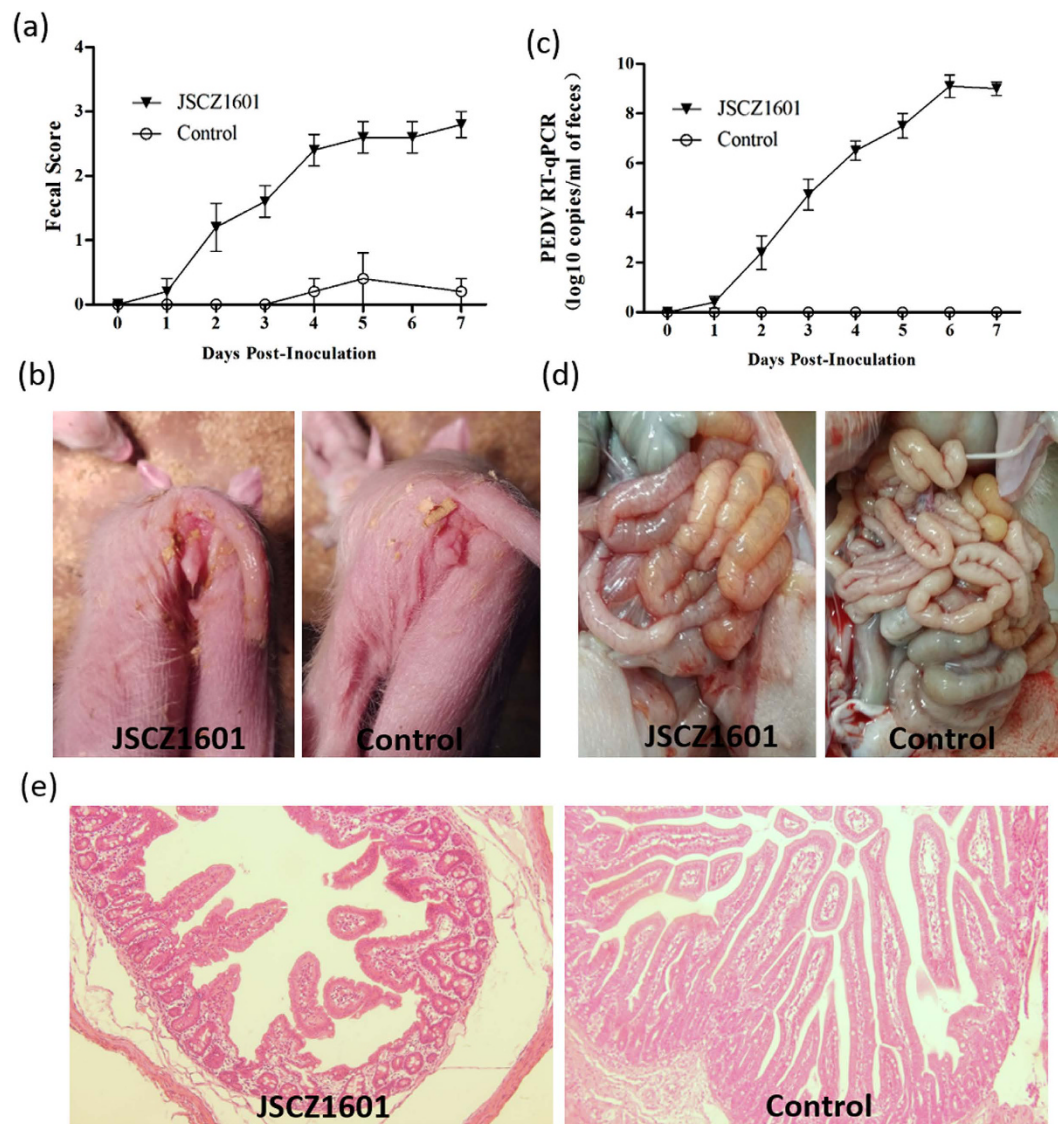 (a)
Fecal Score
4
3
2
1
0
JSCZ1601
Control
0 1 2 3 4 5 6 7
Days Post-Inoculation
(c)
PEDV RT-qPCR
(log10 copies/ml of feces)
10
8
6
4
2
0
JSCZ1601
Control
0 1 2 3 4 5 6 7
Days Post-Inoculation
(b)
JSCZ1601
Control
(d)
JSCZ1601
Control
(e)
JSCZ1601
Control